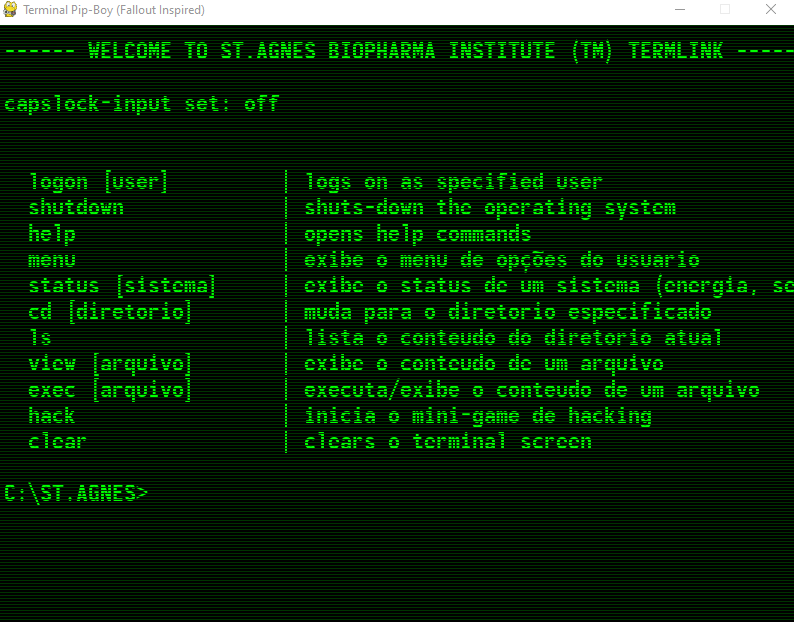 Terminal Pip-Boy (Fallout Inspired)
------ WELCOME TO ST.AGNES BIOPHARMA INSTITUTE (TM) TERMLINK -----
capslock-input set: off
logon [user] | logs on as specified user
shutdown | shuts-down the operating system
help | opens help commands
menu | exibe o menu de opções do usuario
status [sistema] | exibe o status de um sistema (energia, se
cd [diretorio] | muda para o diretorio especificado
ls | lista o conteudo do diretorio atual
view [arquivo] | exibe o conteudo de um arquivo
exec [arquivo] | executa/exibe o conteudo de um arquivo
hack | inicia o mini-game de hacking
clear | clears o terminal screen
C:\ST.AGNES>